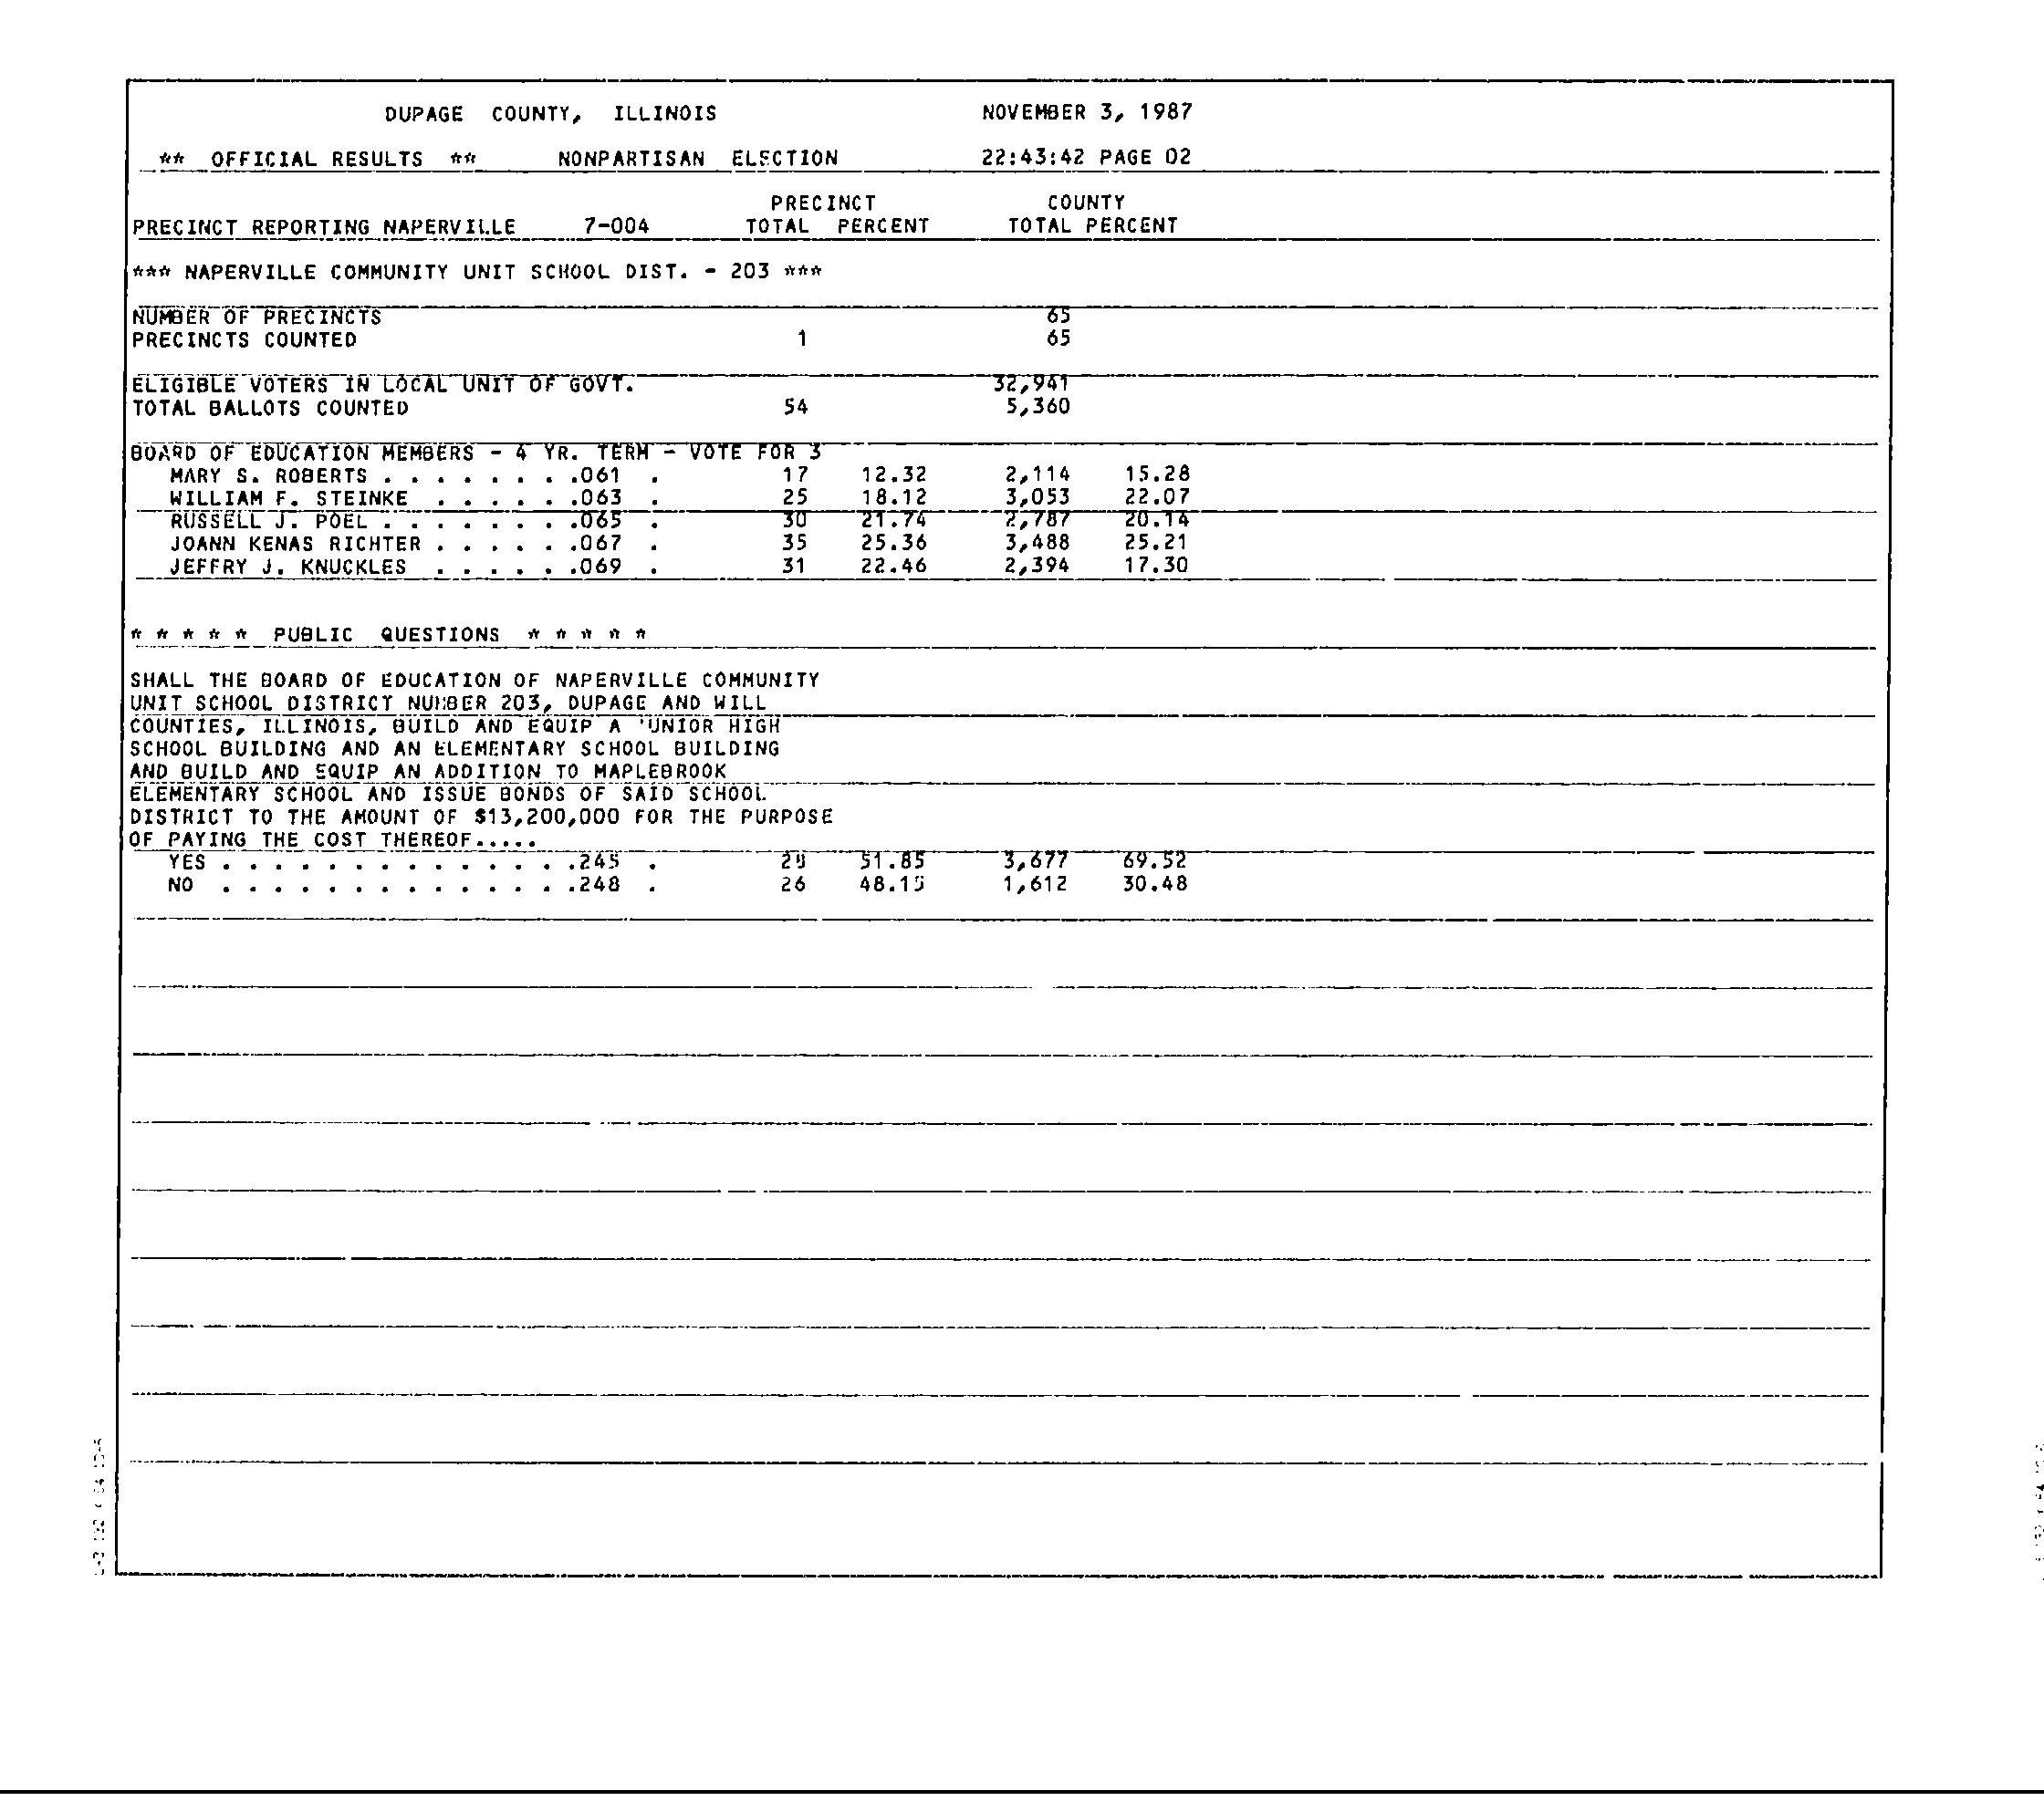 DUPAGE COUNTY, ILLINOIS NOVEMBER 3, 1987
** OFFICIAL RESULTS ** NONPARTISAN ELECTION 22:43:42 PAGE 02
PRECINCT COUNTY
PRECINCT REPORTING NAPERVILLE 7-004 TOTAL PERCENT TOTAL PERCENT
*** NAPERVILLE COMMUNITY UNIT SCHOOL DIST. - 203 ***
NUMBER OF PRECINCTS 65
PRECINCTS COUNTED 1 65
ELIGIBLE VOTERS IN LOCAL UNIT OF GOVT. 32,941
TOTAL BALLOTS COUNTED 54 5,360
BOARD OF EDUCATION MEMBERS - 4 YR. TERM - VOTE FOR 3
MARY S. ROBERTS . . . . . . . .061 . 17 12.32 2,114 15.28
WILLIAM F. STEINKE . . . . . .063 . 25 18.12 3,053 22.07
RUSSELL J. POEL . . . . . . . .065 . 30 21.74 2,787 20.14
JOANN KENAS RICHTER . . . . . .067 . 35 25.36 3,488 25.21
JEFFRY J. KNUCKLES . . . . . .069 . 31 22.46 2,394 17.30
* * * * * PUBLIC QUESTIONS * * * * *
SHALL THE BOARD OF EDUCATION OF NAPERVILLE COMMUNITY
UNIT SCHOOL DISTRICT NUMBER 203, DUPAGE AND WILL
COUNTIES, ILLINOIS, BUILD AND EQUIP A 'UNIOR HIGH
SCHOOL BUILDING AND AN ELEMENTARY SCHOOL BUILDING
AND BUILD AND EQUIP AN ADDITION TO MAPLEBROOK
ELEMENTARY SCHOOL AND ISSUE BONDS OF SAID SCHOOL
DISTRICT TO THE AMOUNT OF $13,200,000 FOR THE PURPOSE
OF PAYING THE COST THEREOF.....
YES . . . . . . . . . . . . . .245 . 28 51.85 3,677 69.52
NO . . . . . . . . . . . . . .248 . 26 48.15 1,612 30.48